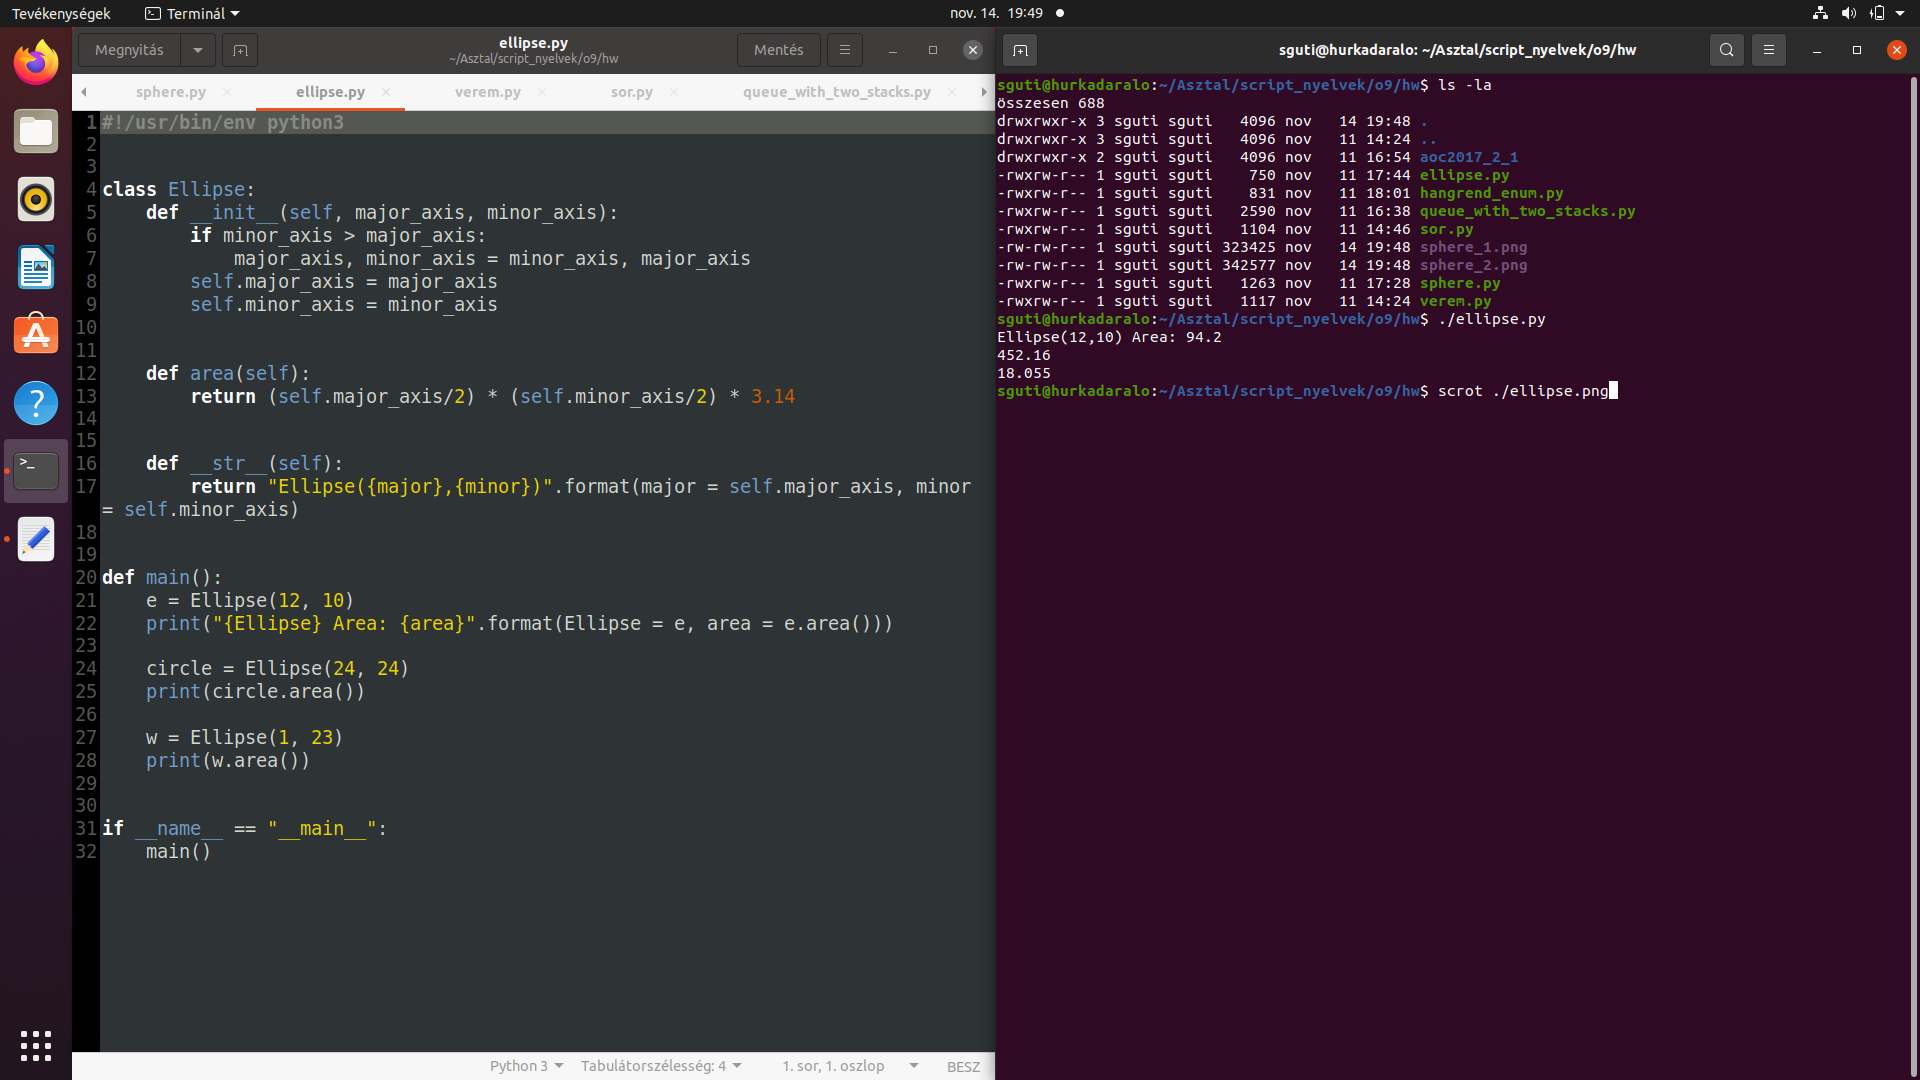 Tevékenységek
Terminál
nov. 14. 19:49
Megnyitás
ellipse.py
~/Asztal/script_nyelvek/o9/hw
Mentés
sphere.py
ellipse.py
verem.py
sor.py
queue_with_two_stacks.py
1 #!/usr/bin/env python3
2
3
4 class Ellipse:
5     def __init__(self, major_axis, minor_axis):
6         if minor_axis > major_axis:
7             major_axis, minor_axis = minor_axis, major_axis
8         self.major_axis = major_axis
9         self.minor_axis = minor_axis
10
11
12     def area(self):
13         return (self.major_axis/2) * (self.minor_axis/2) * 3.14
14
15
16     def __str__(self):
17         return "Ellipse({major},{minor})".format(major = self.major_axis, minor
= self.minor_axis)
18
19
20 def main():
21     e = Ellipse(12, 10)
22     print("{Ellipse} Area: {area}".format(Ellipse = e, area = e.area()))
23
24     circle = Ellipse(24, 24)
25     print(circle.area())
26
27     w = Ellipse(1, 23)
28     print(w.area())
29
30
31 if __name__ == "__main__":
32     main()
Python 3
Tabulátorszélesség: 4
1. sor, 1. oszlop
BESZ
sguti@hurkadaralo: ~/Asztal/script_nyelvek/o9/hw
sguti@hurkadaralo:~/Asztal/script_nyelvek/o9/hw$ ls -la
összesen 688
drwxrwxr-x 3 sguti sguti   4096 nov   14 19:48 .
drwxrwxr-x 3 sguti sguti   4096 nov   11 14:24 ..
drwxrwxr-x 2 sguti sguti   4096 nov   11 16:54 aoc2017_2_1
-rwxrw-r-- 1 sguti sguti    750 nov   11 17:44 ellipse.py
-rwxrw-r-- 1 sguti sguti    831 nov   11 18:01 hangrend_enum.py
-rwxrw-r-- 1 sguti sguti   2590 nov   11 16:38 queue_with_two_stacks.py
-rwxrw-r-- 1 sguti sguti   1104 nov   11 14:46 sor.py
-rw-rw-r-- 1 sguti sguti 323425 nov   14 19:48 sphere_1.png
-rw-rw-r-- 1 sguti sguti 342577 nov   14 19:48 sphere_2.png
-rwxrw-r-- 1 sguti sguti   1263 nov   11 17:28 sphere.py
-rwxrw-r-- 1 sguti sguti   1117 nov   11 14:24 verem.py
sguti@hurkadaralo:~/Asztal/script_nyelvek/o9/hw$ ./ellipse.py
Ellipse(12,10) Area: 94.2
452.16
18.055
sguti@hurkadaralo:~/Asztal/script_nyelvek/o9/hw$ scrot ./ellipse.png